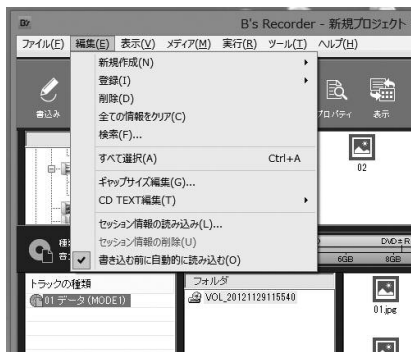 B's Recorder - 新規プロジェクト
ファイル(F) 編集(E) 表示(V) メディア(M) 実行(R) ツール(T) ヘルプ(H)
新規作成(N)
登録(I)
削除(D)
全ての情報をクリア(C)
検索(F)...
すべて選択(A) Ctrl+A
ギャップサイズ編集(G)...
CD TEXT編集(T)
セッション情報の読み込み(L)...
セッション情報の削除(U)
書き込む前に自動的に読み込む(O)
書込み
プロパティ 表示
02
種
DVD±R
6GB 8GB
トラックの種類
01 データ(MODE1)
フォルダ
VOL_20121129115540
01.jpg